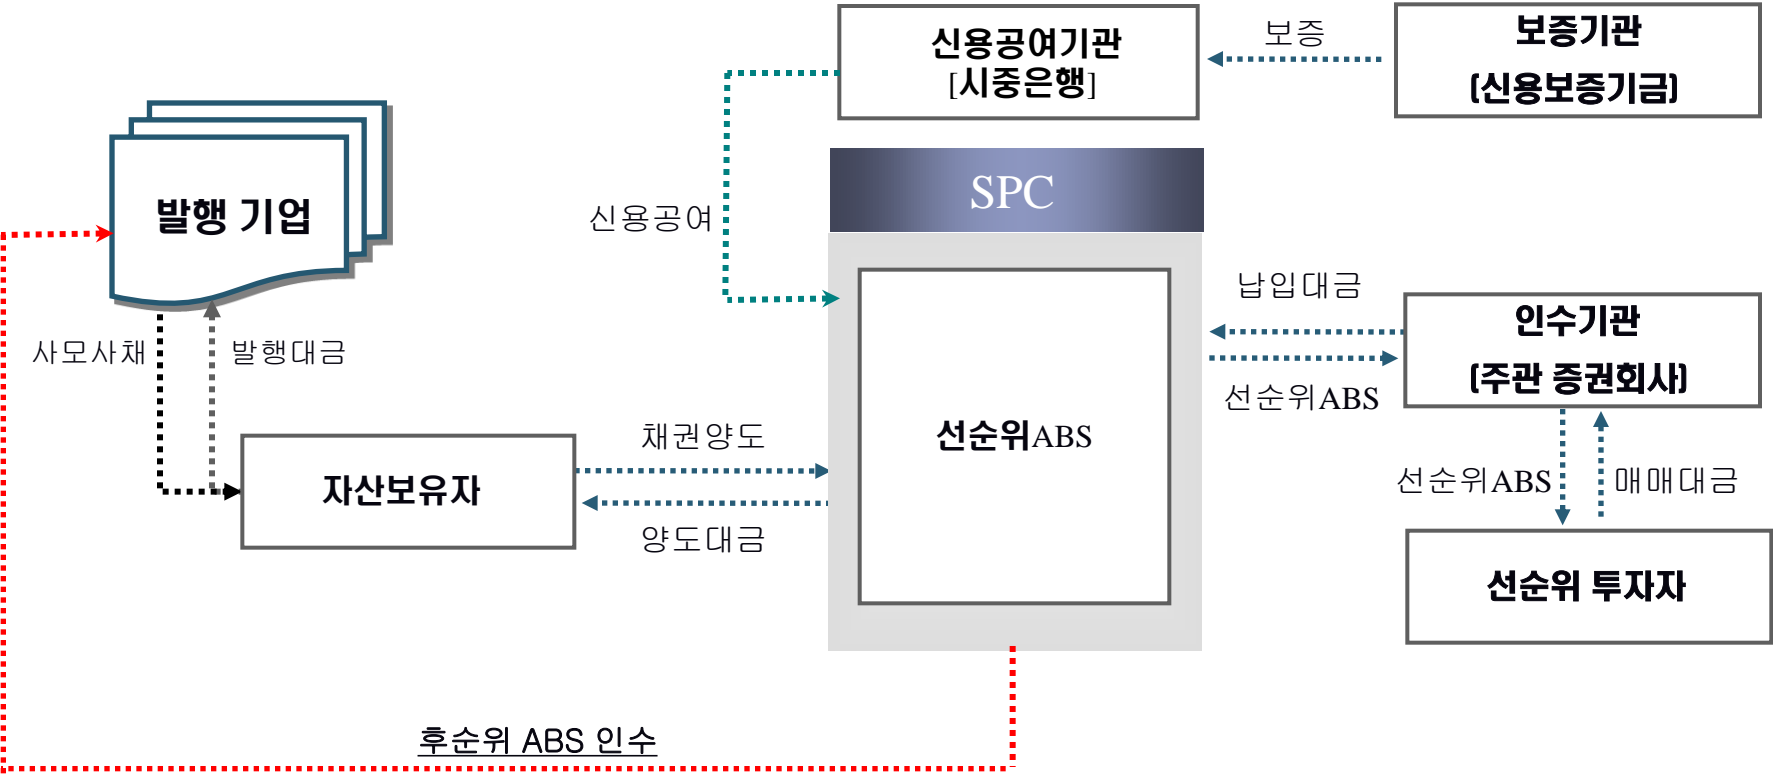 신용공여기관
[시중은행]
보증
보증기관
(신용보증기금)
SPC
발행 기업
신용공여
납입대금
인수기관
(주관 증권회사)
사모사채
발행대금
선순위ABS
채권양도
선순위ABS
자산보유자
선순위ABS
매매대금
양도대금
선순위 투자자
후순위 ABS 인수